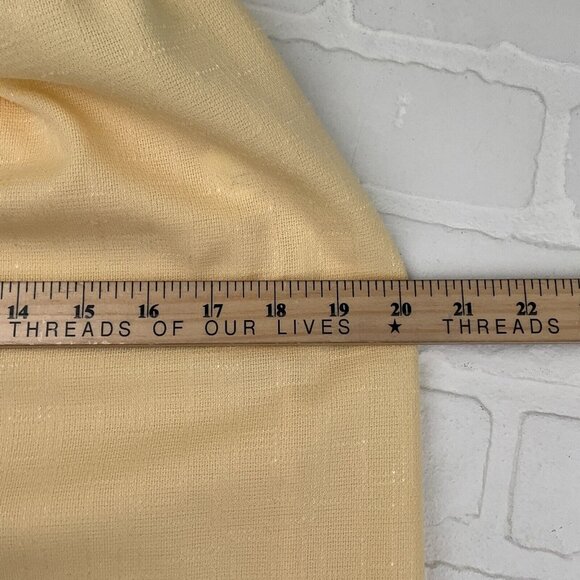 14 15 16 17 18 19 20 21 22
THREADS OF OUR LIVES ★ THREADS